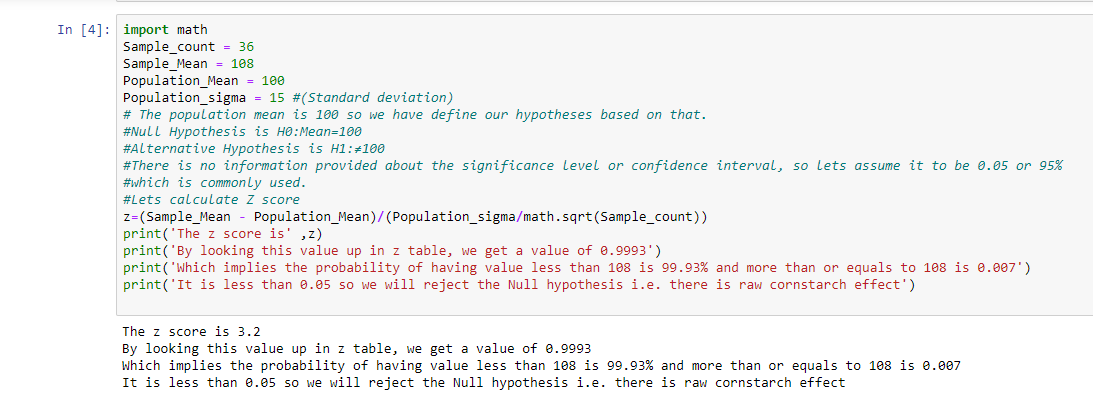 In [4]: import math
Sample_count = 36
Sample_Mean = 108
Population_Mean = 100
Population_sigma = 15 #(Standard deviation)
# The population mean is 100 so we have define our hypotheses based on that.
#Null Hypothesis is H0:Mean=100
#Alternative Hypothesis is H1:≠100
#There is no information provided about the significance level or confidence interval, so lets assume it to be 0.05 or 95%
#which is commonly used.
#Lets calculate Z score
z=(Sample_Mean - Population_Mean)/(Population_sigma/math.sqrt(Sample_count))
print('The z score is' ,z)
print('By looking this value up in z table, we get a value of 0.9993')
print('Which implies the probability of having value less than 108 is 99.93% and more than or equals to 108 is 0.007')
print('It is less than 0.05 so we will reject the Null hypothesis i.e. there is raw cornstarch effect')
The z score is 3.2
By looking this value up in z table, we get a value of 0.9993
Which implies the probability of having value less than 108 is 99.93% and more than or equals to 108 is 0.007
It is less than 0.05 so we will reject the Null hypothesis i.e. there is raw cornstarch effect